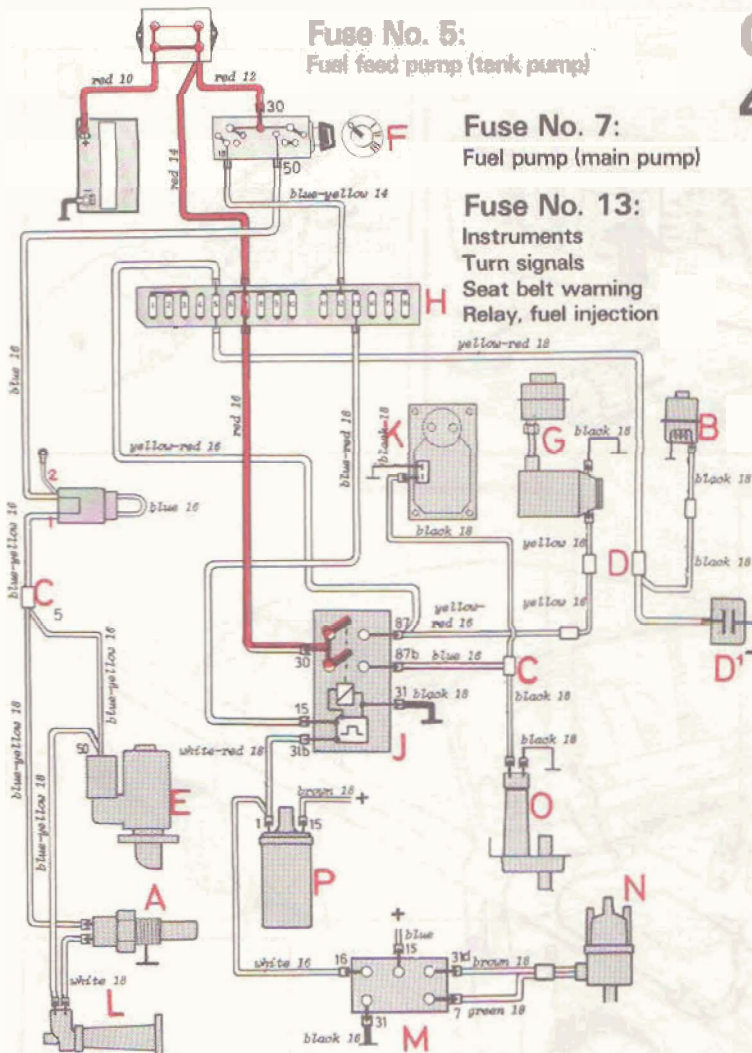 Fuse No. 5:
Fuel feed pump (tank pump)
red 10
red 12
30
F
Fuse No. 7:
Fuel pump (main pump)
red 14
50
blue-yellow 14
Fuse No. 13:
Instruments
Turn signals
Seat belt warning
Relay, fuel injection
H
yellow-red 18
blue 16
red 16
yellow-red 16
blue-red 18
K
black 18
G
black 18
B
black 18
2
1
blue 16
black 18
yellow 16
D
black 18
blue-yellow 16
C
5
yellow-red 16
87
yellow 16
D1
30
87b
blue 16
C
blue-yellow 16
31
black 18
black 18
15
31b
white-red 18
J
black 18
blue-yellow 18
50
blue-yellow 18
E
brown 18
+
1
15
O
P
A
N
+
blue
15
white 16
16
31d
brown 18
white 18
L
7
green 18
31
black 16
M